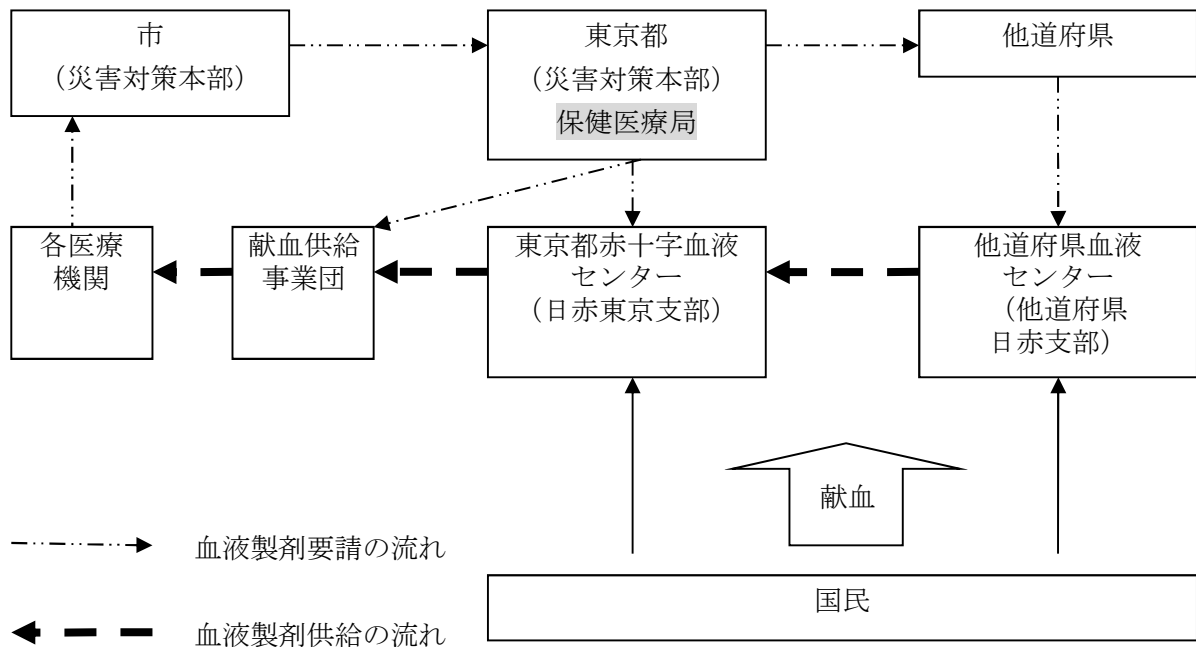 市
（災害対策本部）
東京都
（災害対策本部）
保健医療局
他道府県
各医療
機関
献血供給
事業団
東京都赤十字血液
センター
（日赤東京支部）
他道府県血液
センター
（他道府県
日赤支部）
献血
血液製剤要請の流れ
国民
血液製剤供給の流れ